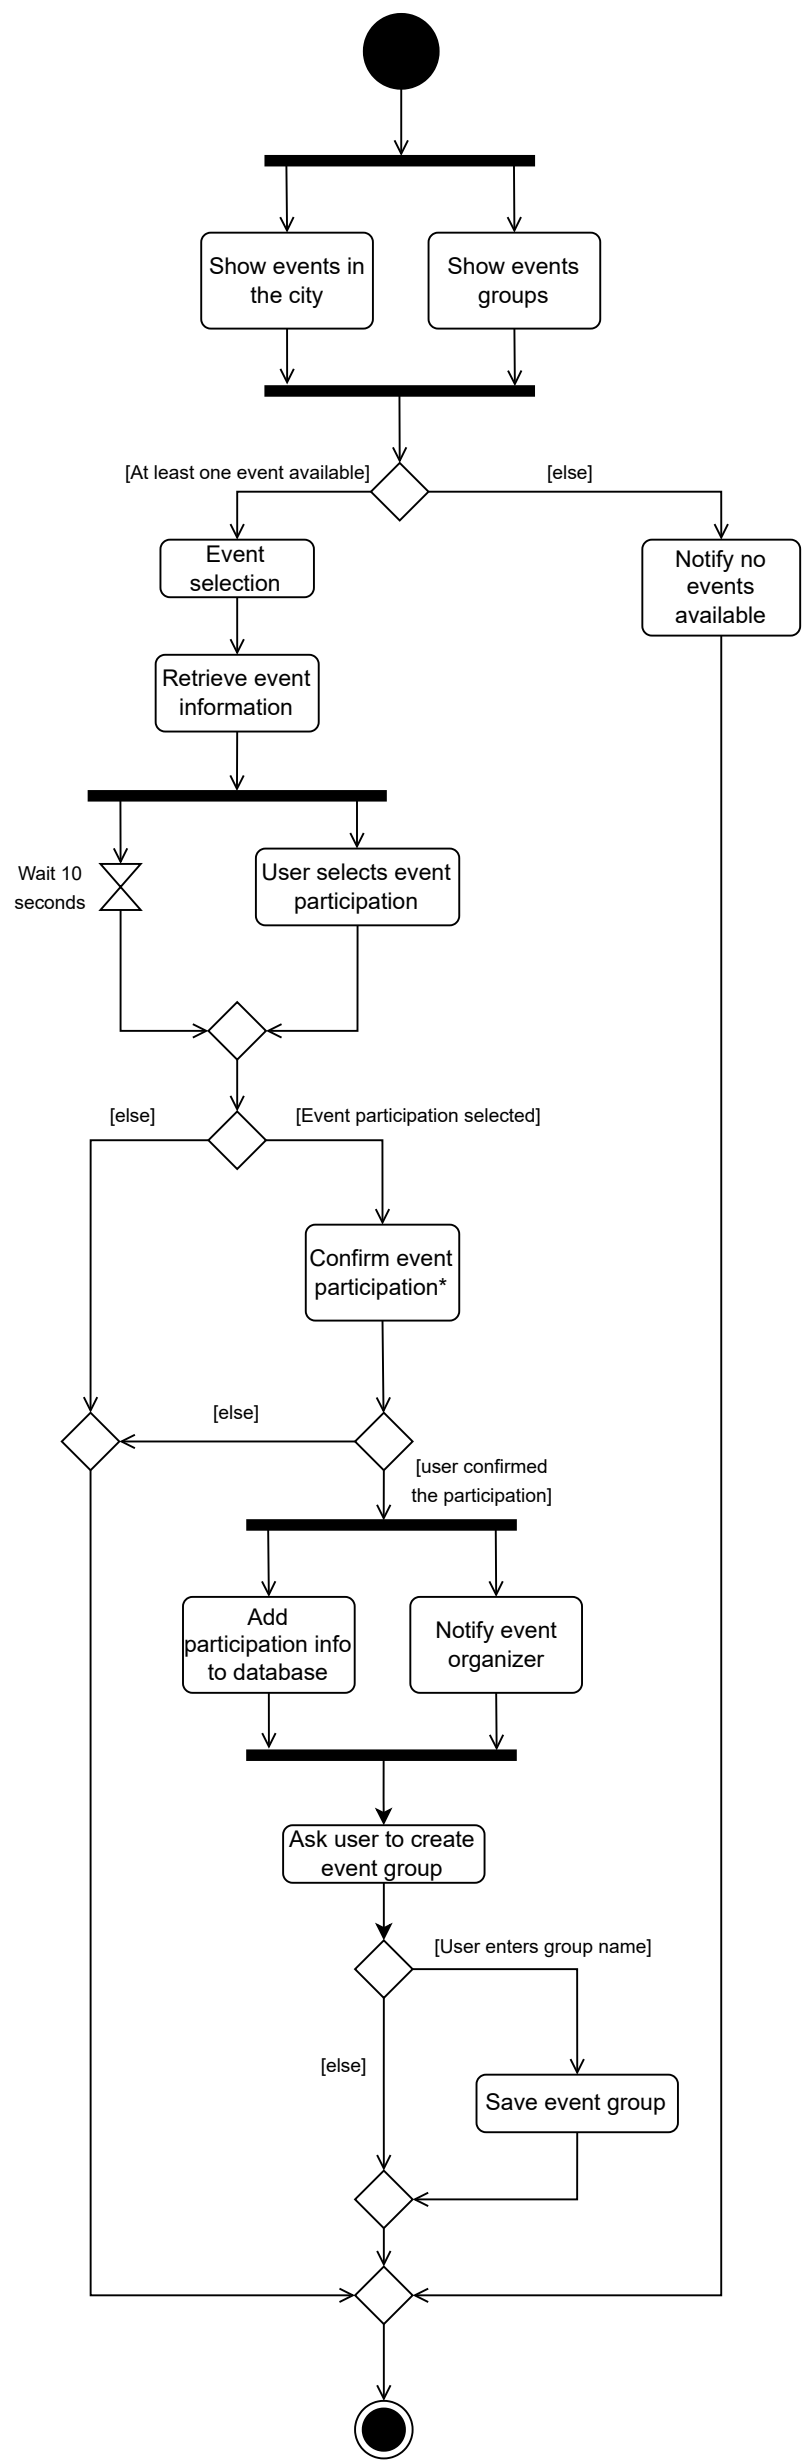 Show events in
the city
Show events
groups
[At least one event available]
[else]
Event
selection
Notify no
events
available
Retrieve event
information
Wait 10
seconds
User selects event
participation
[else]
[Event participation selected]
Confirm event
participation*
[else]
[user confirmed
the participation]
Add
participation info
to database
Notify event
organizer
Ask user to create
event group
[User enters group name]
[else]
Save event group